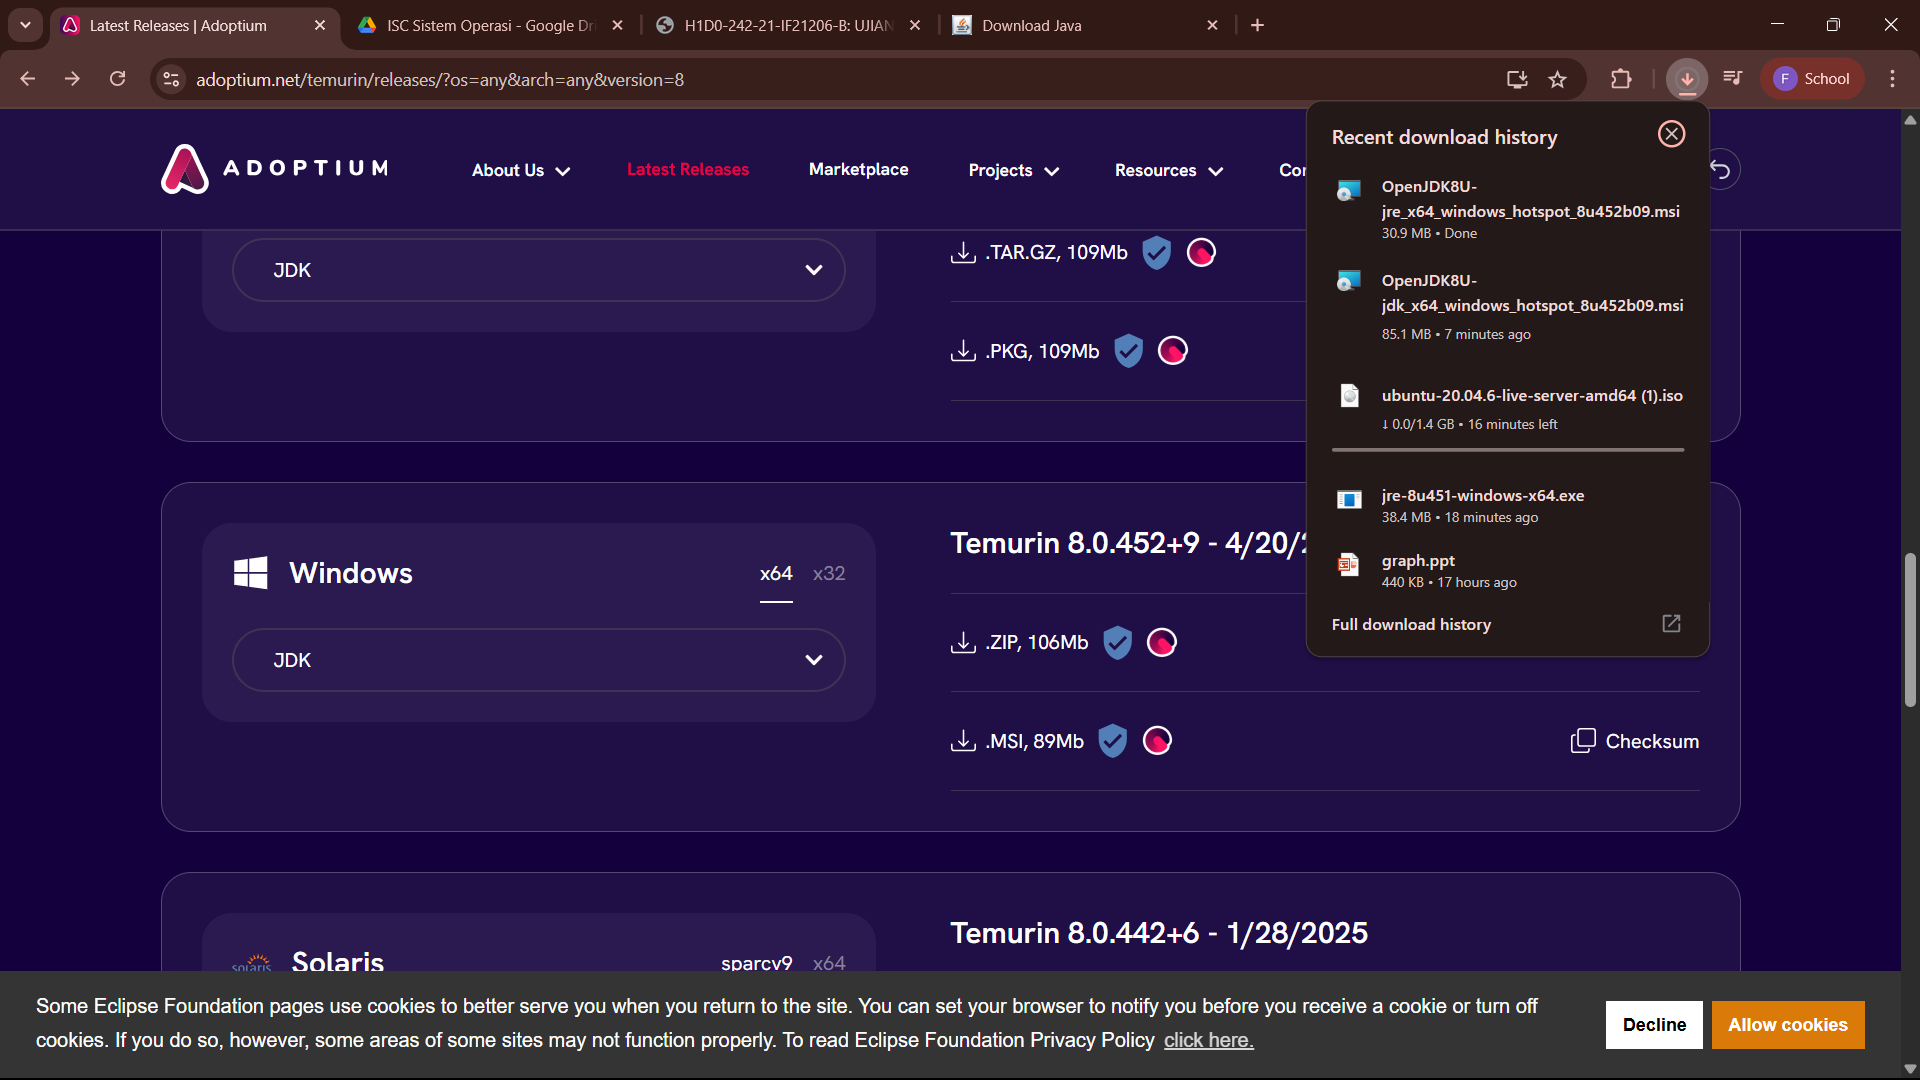 Latest Releases | Adoptium
ISC Sistem Operasi - Google Dri
H1D0-242-21-IF21206-B: UJIAN
Download Java
adoptium.net/temurin/releases/?os=any&arch=any&version=8
F School
ADOPTIUM
About Us
Latest Releases
Marketplace
Projects
Resources
Con
Recent download history
OpenJDK8U-
jre_x64_windows_hotspot_8u452b09.msi
30.9 MB • Done
OpenJDK8U-
jdk_x64_windows_hotspot_8u452b09.msi
85.1 MB • 7 minutes ago
ubuntu-20.04.6-live-server-amd64 (1).iso
↓ 0.0/1.4 GB • 16 minutes left
jre-8u451-windows-x64.exe
38.4 MB • 18 minutes ago
graph.ppt
440 KB • 17 hours ago
Full download history
JDK
.TAR.GZ, 109Mb
.PKG, 109Mb
Windows
x64 x32
JDK
Temurin 8.0.452+9 - 4/20/
.ZIP, 106Mb
.MSI, 89Mb
Checksum
solaris
Solaris
sparcv9 x64
Temurin 8.0.442+6 - 1/28/2025
Some Eclipse Foundation pages use cookies to better serve you when you return to the site. You can set your browser to notify you before you receive a cookie or turn off
cookies. If you do so, however, some areas of some sites may not function properly. To read Eclipse Foundation Privacy Policy click here.
Decline
Allow cookies